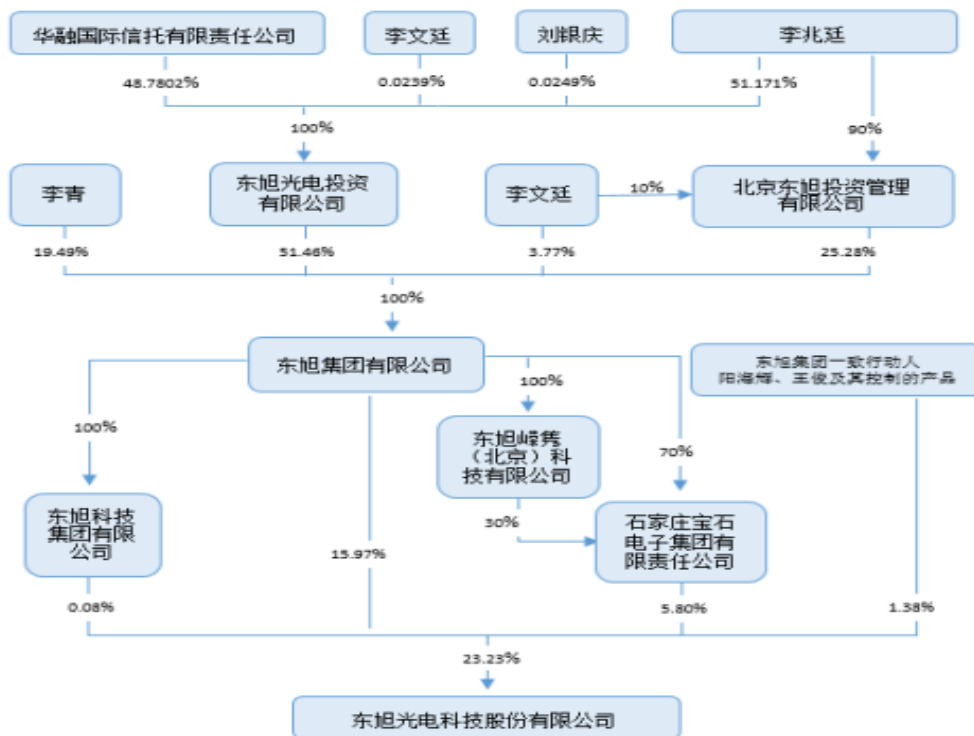 华融国际信托有限责任公司
李文廷
刘银庆
李兆廷
48.7802%
0.0239%
0.0249%
51.171%
100%
90%
李青
东旭光电投资
有限公司
李文廷
10%
北京东旭投资管理
有限公司
19.49%
51.46%
3.77%
25.28%
100%
东旭集团有限公司
东旭集团一致行动人
阳海辉、王俊及其控制的产品
100%
100%
70%
东旭嵘隽
（北京）科
技有限公司
东旭科技
集团有限
公司
15.97%
30%
石家庄宝石
电子集团有
限责任公司
0.08%
5.80%
1.38%
23.23%
东旭光电科技股份有限公司